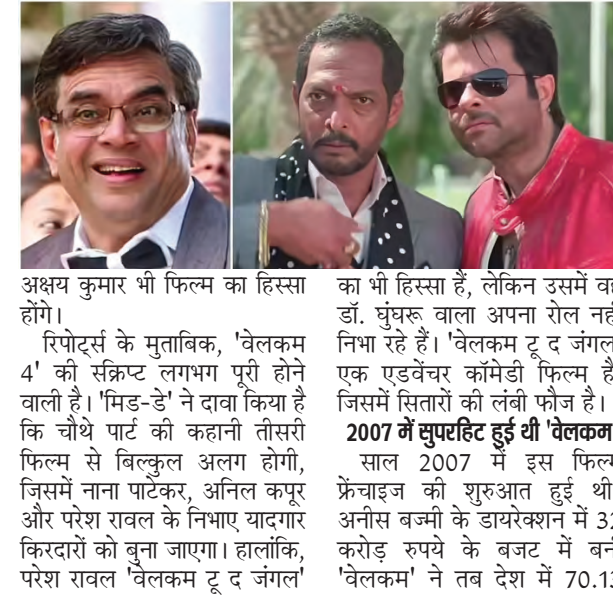 अक्षय कुमार भी फिल्म का हिस्सा
होंगे।
रिपोर्ट्स के मुताबिक, 'वेलकम
4' की स्क्रिप्ट लगभग पूरी होने
वाली है। 'मिड-डे' ने दावा किया है
कि चौथे पार्ट की कहानी तीसरी
फिल्म से बिल्कुल अलग होगी,
जिसमें नाना पाटेकर, अनिल कपूर
और परेश रावल के निभाए यादगार
किरदारों को बुना जाएगा। हालांकि,
परेश रावल 'वेलकम टू द जंगल'
का भी हिस्सा हैं, लेकिन उसमें
डॉ. घुंघरू वाला अपना रोल
निभा रहे हैं। 'वेलकम टू द जंगल
एक एडवेंचर कॉमेडी फिल्म है
जिसमें सितारों की लंबी फौज है।
2007 में सुपरहिट हुई थी 'वेलकम
साल 2007 में इस फिल्म
फ्रेंचाइज की शुरुआत हुई थी
अनीस बज्मी के डायरेक्शन में
करोड़ रुपये के बजट में
'वेलकम' ने तब देश में 70.13